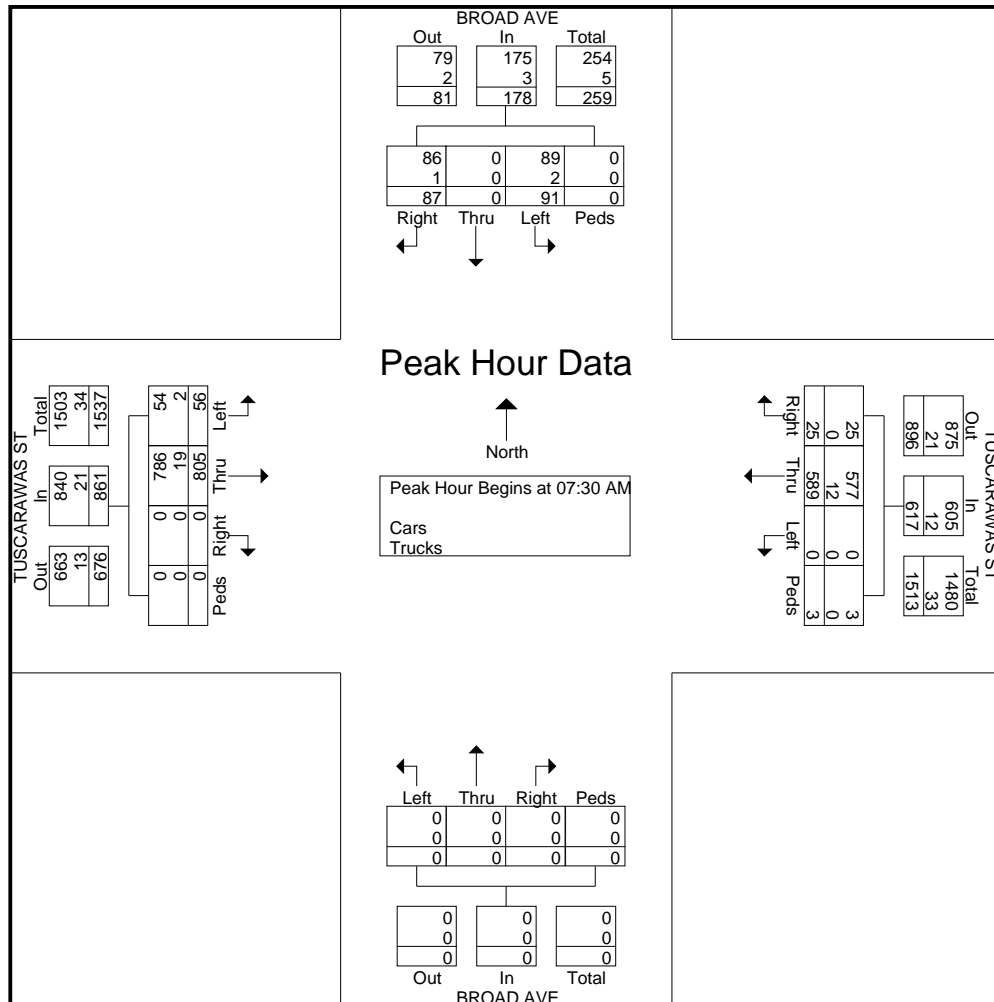 BROAD AVE
Out In Total
79 175 254
2 3 5
81 178 259
86 0 89 0
1 0 2 0
87 0 91 0
Right Thru Left Peds
Peak Hour Data
North
Peak Hour Begins at 07:30 AM
Cars
Trucks
TUSCARAWAS ST
Out In Total
663 840 1503
13 21 34
676 861 1537
0 0 786 54
0 0 19 2
0 0 805 56
Peds Right Thru Left
TUSCARAWAS ST
Out In Total
875 605 1480
21 12 33
896 617 1513
25 577 0 3
0 12 0 0
25 589 0 3
Right Thru Left Peds
Left Thru Right Peds
0 0 0 0
0 0 0 0
0 0 0 0
0 0 0
0 0 0
0 0 0
Out In Total
BROAD AVE